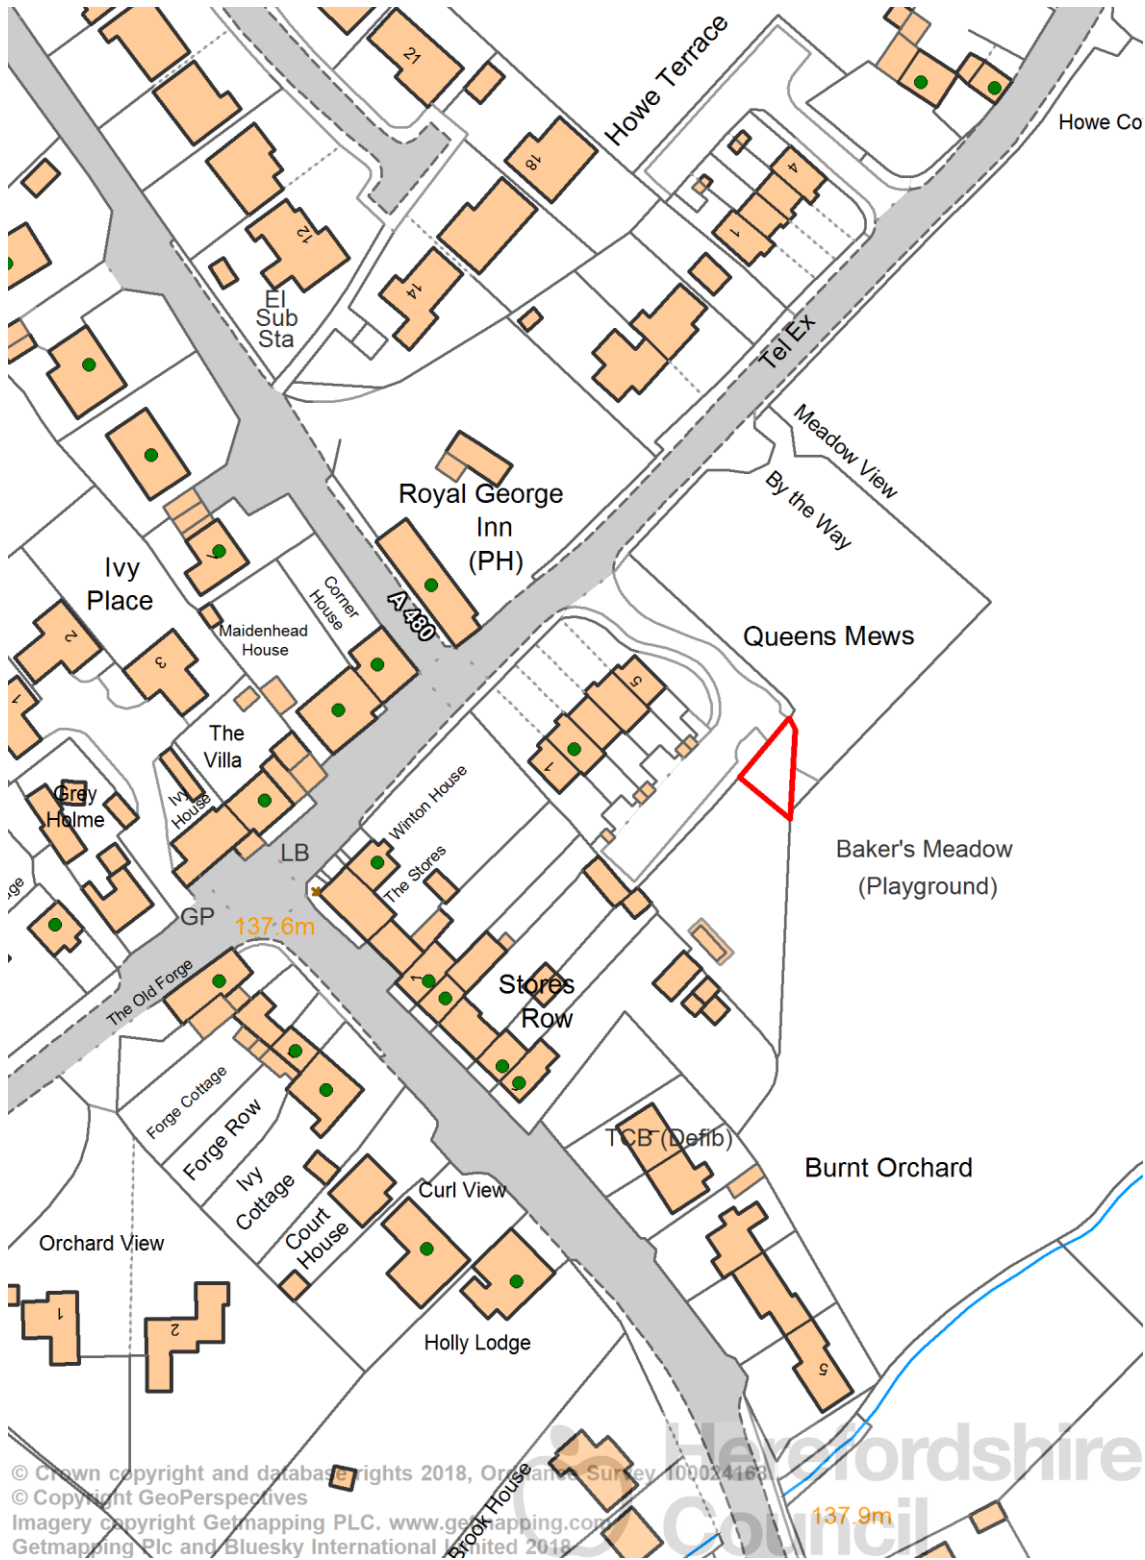 21
Howe Terrace
Howe Co
18
4
1
12
14
El
Sub
Sta
Tel Ex
Meadow View
By the Way
Royal George
Inn
(PH)
A 480
Ivy
Place
Corner
House
Maidenhead
House
Queens Mews
2
3
1
5
1
The
Villa
Ivy
House
Grey
Holme
Winton House
The Stores
LB
GP
137.6m
Baker's Meadow
(Playground)
The Old Forge
Stores
Row
1
Forge Cottage
Forge Row
Ivy
Cottage
Court
House
Curl View
TCB (Defib)
Burnt Orchard
Orchard View
1
2
Holly Lodge
5
Brook House
137.9m
Herefordshire
Council
© Crown copyright and database rights 2018, Ordnance Survey 100024168
© Copyright GeoPerspectives
Imagery copyright Getmapping PLC. www.getmapping.com
Getmapping Plc and Bluesky International Limited 2018